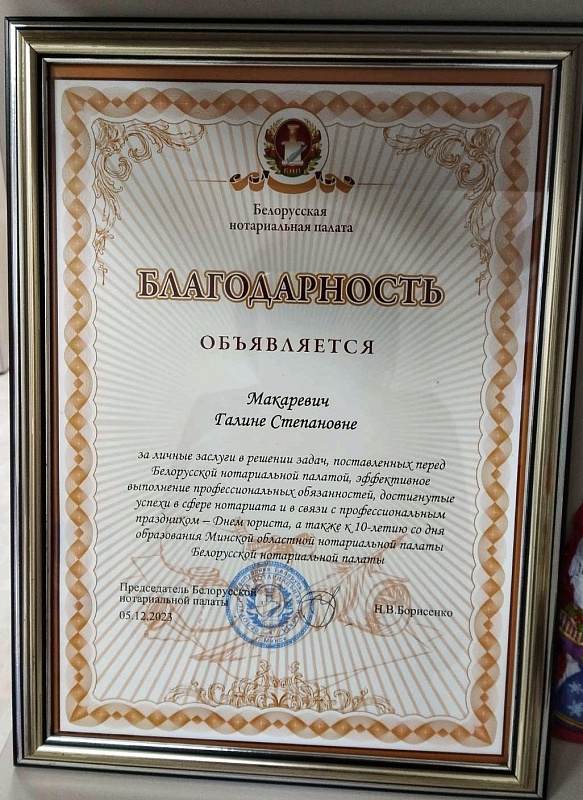 БНП
Белорусская
нотариальная палата
БЛАГОДАРНОСТЬ
ОБЪЯВЛЯЕТСЯ
Макаревич
Галине Степановне
за личные заслуги в решении задач, поставленных перед
Белорусской нотариальной палатой, эффективное
выполнение профессиональных обязанностей, достигнутые
успехи в сфере нотариата и в связи с профессиональным
праздником – Днем юриста, а также к 10-летию со дня
образования Минской областной нотариальной палаты
Белорусской нотариальной палаты
Председатель Белорусской
нотариальной палаты
Н.В.Борисенко
05.12.2023